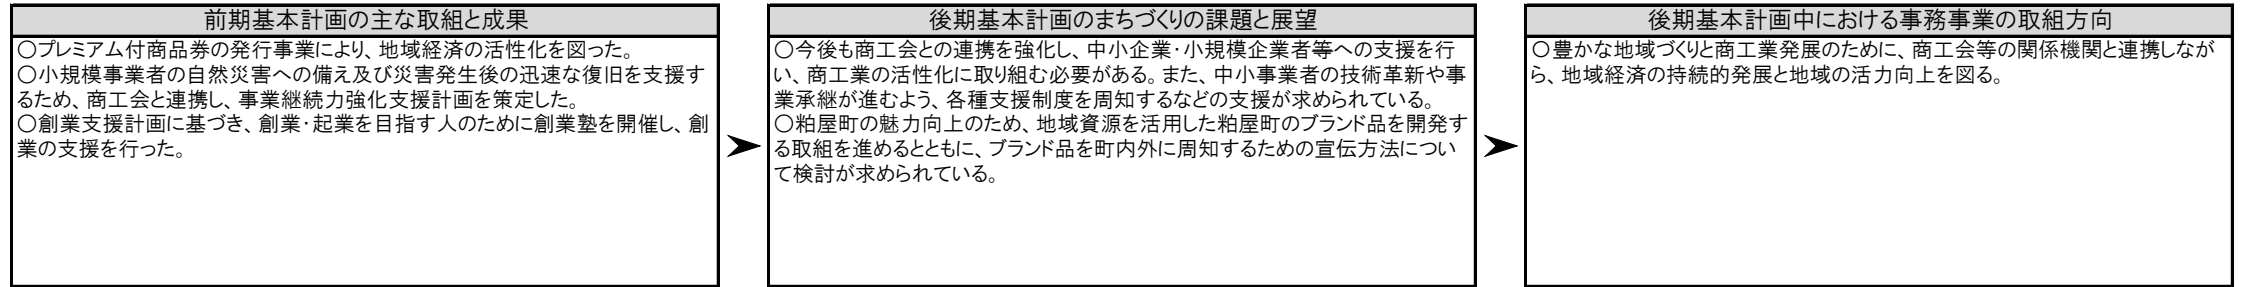 前期基本計画の主な取組と成果
○プレミアム付商品券の発行事業により、地域経済の活性化を図った。
○小規模事業者の自然災害への備え及び災害発生後の迅速な復旧を支援す
るため、商工会と連携し、事業継続力強化支援計画を策定した。
○創業支援計画に基づき、創業・起業を目指す人のために創業塾を開催し、創
業の支援を行った。
後期基本計画のまちづくりの課題と展望
○今後も商工会との連携を強化し、中小企業・小規模企業者等への支援を行
い、商工業の活性化に取り組む必要がある。また、中小事業者の技術革新や事
業承継が進むよう、各種支援制度を周知するなどの支援が求められている。
○粕屋町の魅力向上のため、地域資源を活用した粕屋町のブランド品を開発す
る取組を進めるとともに、ブランド品を町内外に周知するための宣伝方法につい
て検討が求められている。
後期基本計画中における事務事業の取組方向
○豊かな地域づくりと商工業発展のために、商工会等の関係機関と連携しなが
ら、地域経済の持続的発展と地域の活力向上を図る。